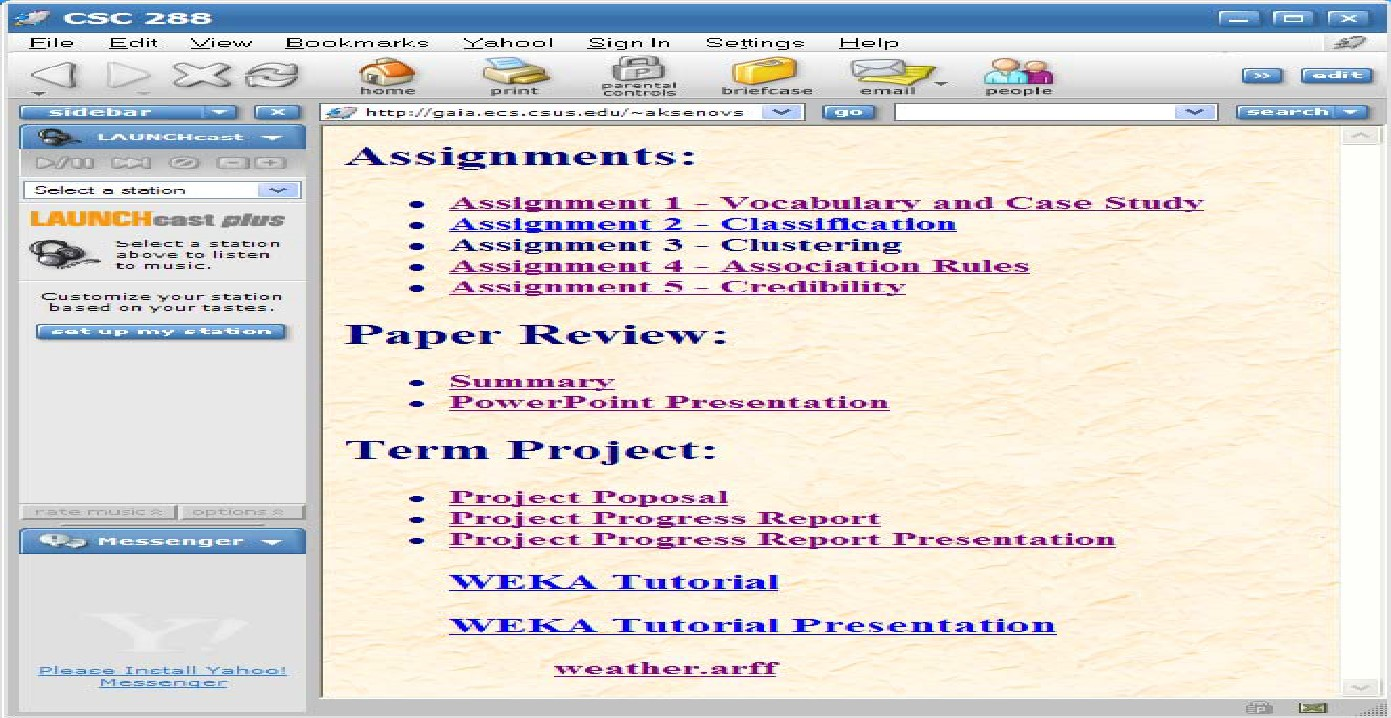 CSC 288
File Edit View Bookmarks Yahoo! Sign In Settings Help
home print parental controls briefcase email people >> edit
sidebar
http://gaia.ecs.csus.edu/~aksenovs go search
LAUNCHcast
Select a station
LAUNCHcast plus
Select a station
above to listen
to music.
Customize your station
based on your tastes.
set up my station
rate music options
Messenger
Y!
Please Install Yahoo!
Messenger
Assignments:
Assignment 1 - Vocabulary and Case Study
Assignment 2 - Classification
Assignment 3 - Clustering
Assignment 4 - Association Rules
Assignment 5 - Credibility
Paper Review:
Summary
PowerPoint Presentation
Term Project:
Project Poposal
Project Progress Report
Project Progress Report Presentation
WEKA Tutorial
WEKA Tutorial Presentation
weather.arff